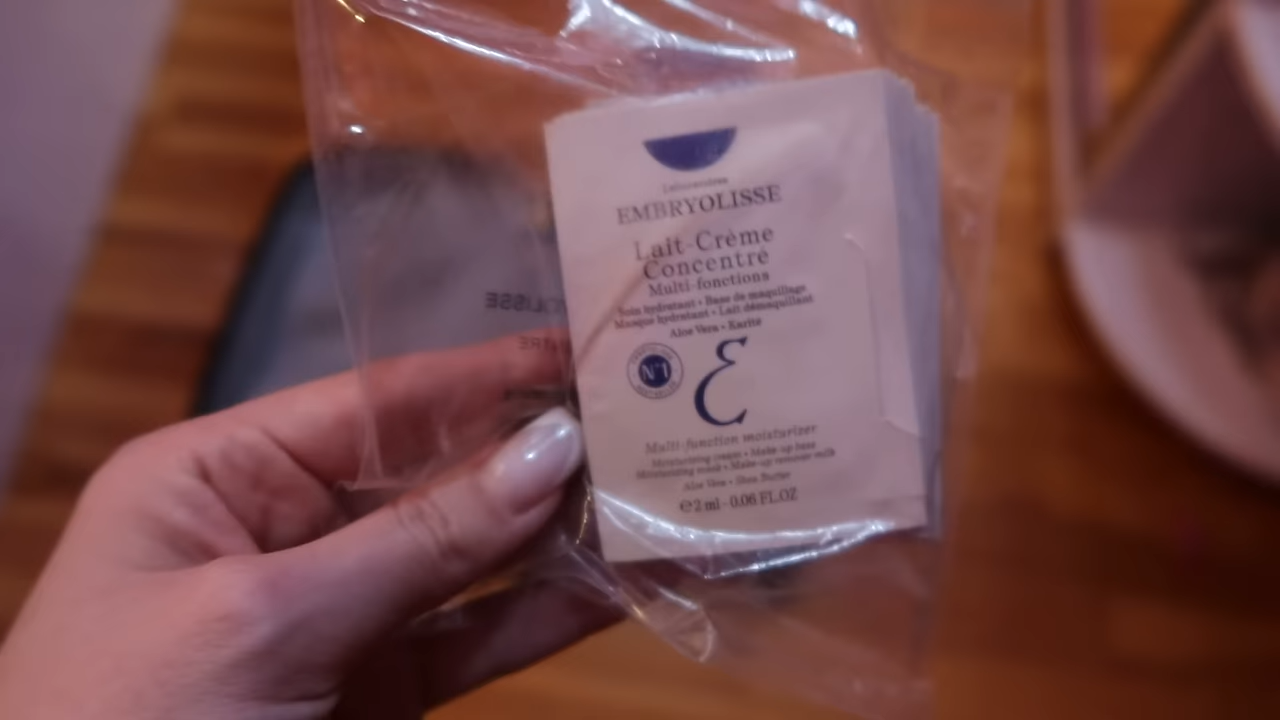 Laboratoires
EMBRYOLISSE
Lait-Crème
Concentré
Multi-fonctions
Soin hydratant • Base de maquillage
Masque hydratant • Lait démaquillant
Aloe Vera • Karité
N°1
Multi-function moisturizer
Moisturizing cream • Make-up base
Moisturizing mask • Make-up remover milk
Aloe Vera • Shea Butter
℮ 2 ml - 0.06 FL.OZ